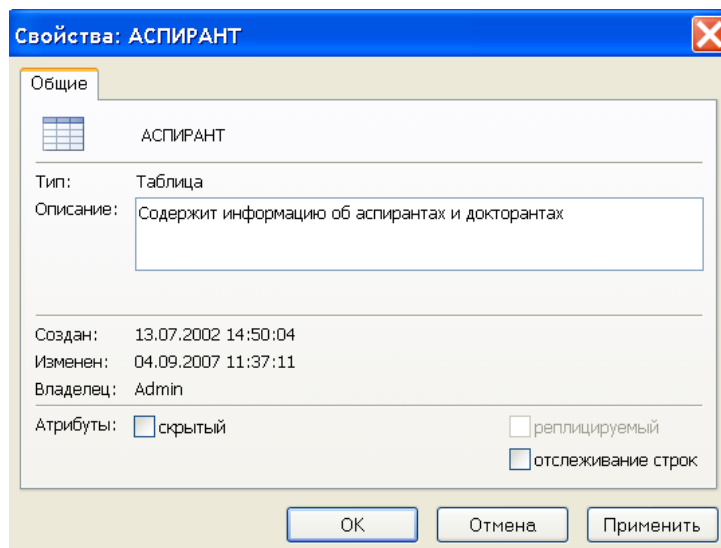 Свойства: АСПИРАНТ
Общие
АСПИРАНТ
Тип: Таблица
Описание: Содержит информацию об аспирантах и докторантах
Создан: 13.07.2002 14:50:04
Изменен: 04.09.2007 11:37:11
Владелец: Admin
Атрибуты: скрытый реплицируемый
отслеживание строк
ОК Отмена Применить